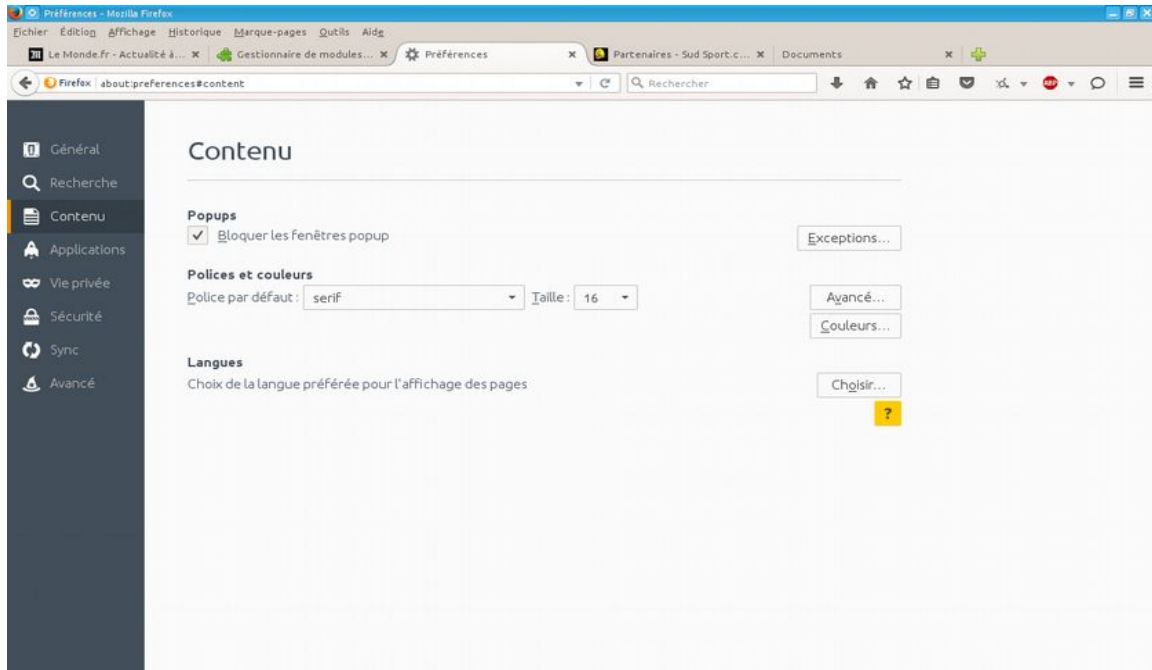 Préférences - Mozilla Firefox
Fichier Édition Affichage Historique Marque-pages Outils Aide
Le Monde.fr - Actualité à... Gestionnaire de modules... Préférences Partenaires - Sud Sport.c... Documents
Firefox about:preferences#content Rechercher ABP
Général
Recherche
Contenu
Applications
Vie privée
Sécurité
Sync
Avancé
Contenu
Popups
Bloquer les fenêtres popup Exceptions...
Polices et couleurs
Police par défaut : serif Taille : 16 Avancé...
Couleurs...
Langues
Choix de la langue préférée pour l'affichage des pages Choisir...
?